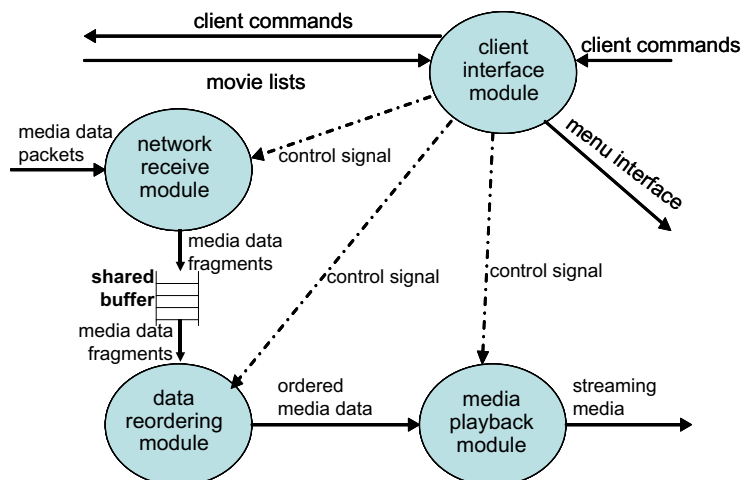 client commands
movie lists
client
interface
module
client commands
media data
packets
network
receive
module
control signal
menu interface
media data
fragments
shared
buffer
media data
fragments
control signal
control signal
data
reordering
module
ordered
media data
media
playback
module
streaming
media